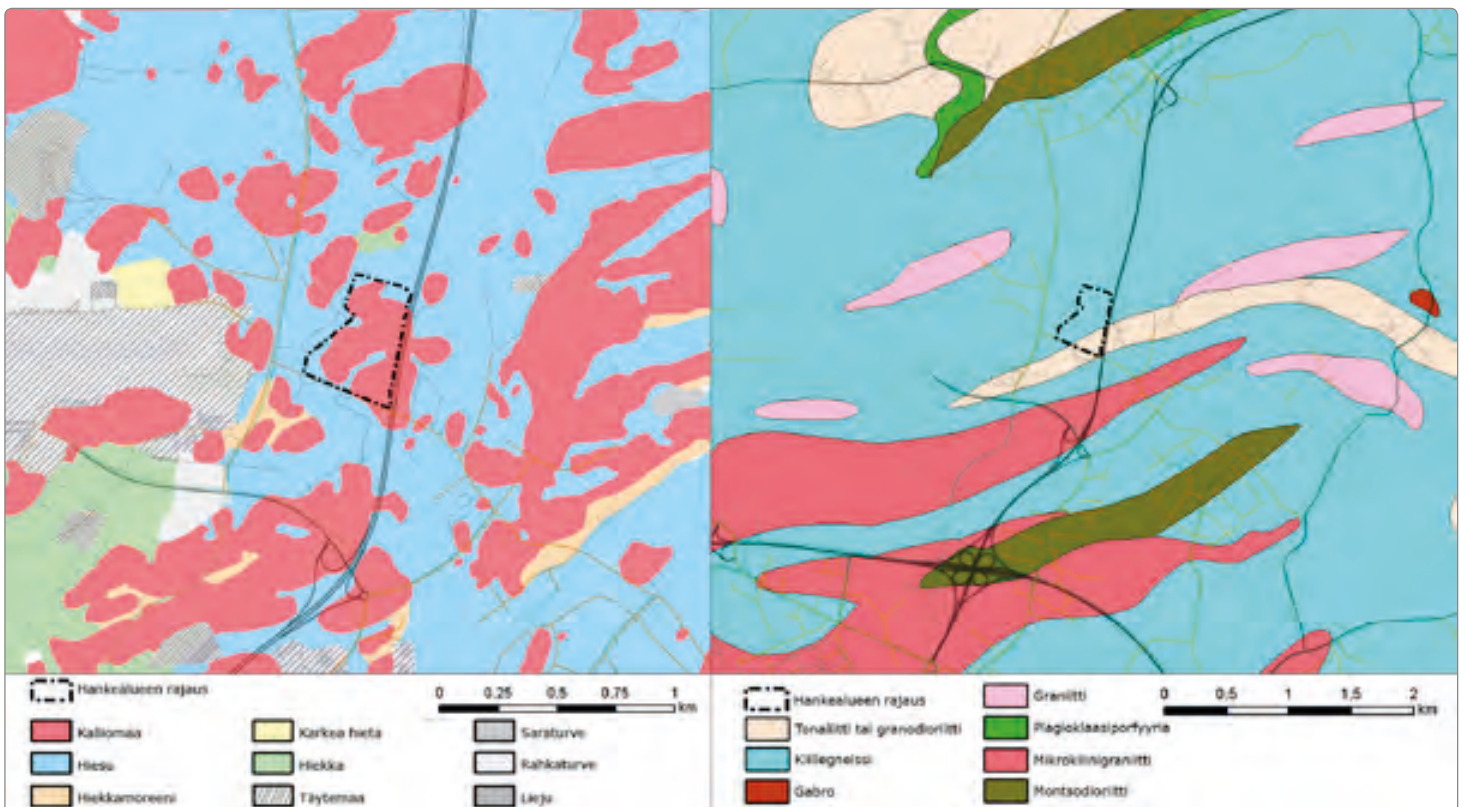 Hankealueen rajaus
0 0.25 0.5 0.75 1
km
Kalliomaa
Karkea hieta
Saraturve
Hiesu
Hiekka
Rahkaturve
Hiekkamoreeni
Täytemaa
Lieju
Hankealueen rajaus
Graniitti
0 0,5 1 1,5 2
km
Tonaliitti tai granodioriitti
Plagioklaasiporfyyria
Kiillegneissi
Mikrokliinigraniitti
Gabro
Montsodioriitti